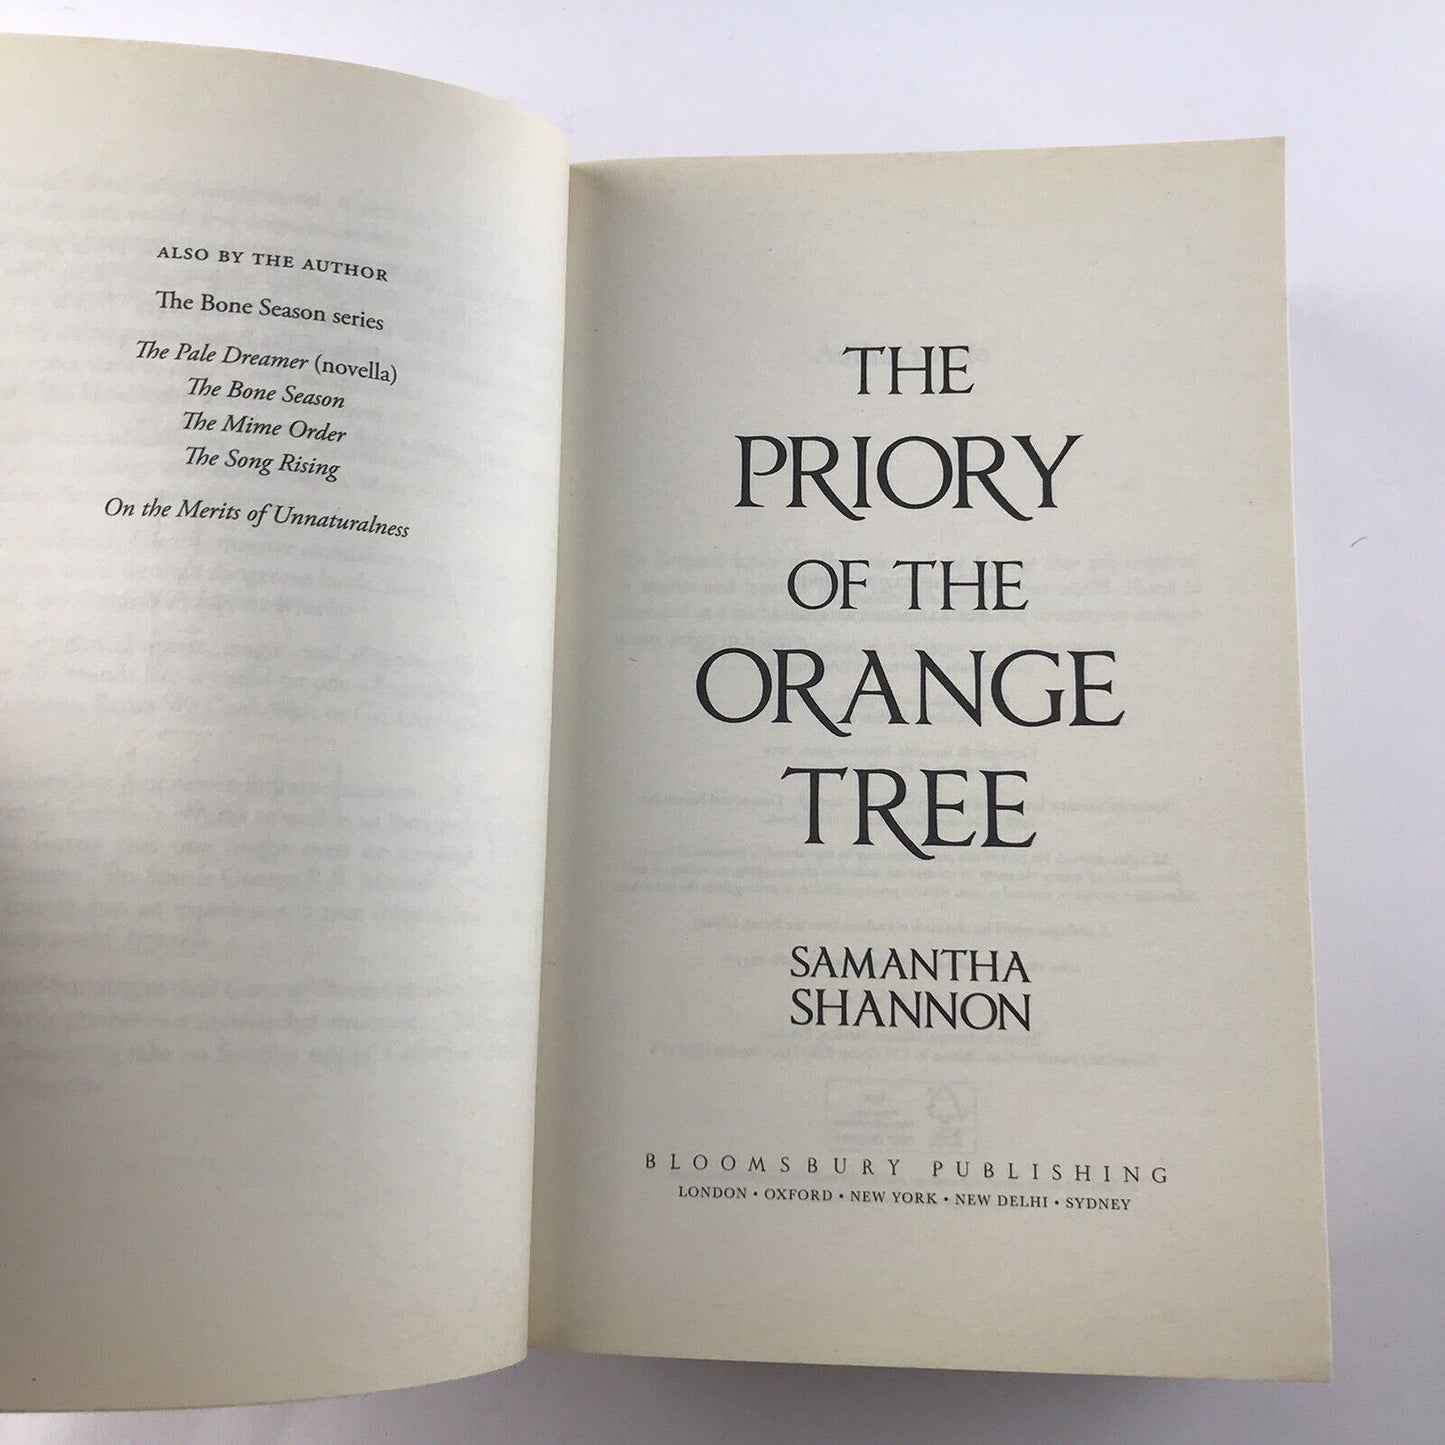 ALSO BY THE AUTHOR
The Bone Season series
The Pale Dreamer (novella)
The Bone Season
The Mime Order
The Song Rising
On the Merits of Unnaturalness
THE
PRIORY
OF THE
ORANGE
TREE
SAMANTHA
SHANNON
BLOOMSBURY PUBLISHING
LONDON • OXFORD • NEW YORK • NEW DELHI • SYDNEY